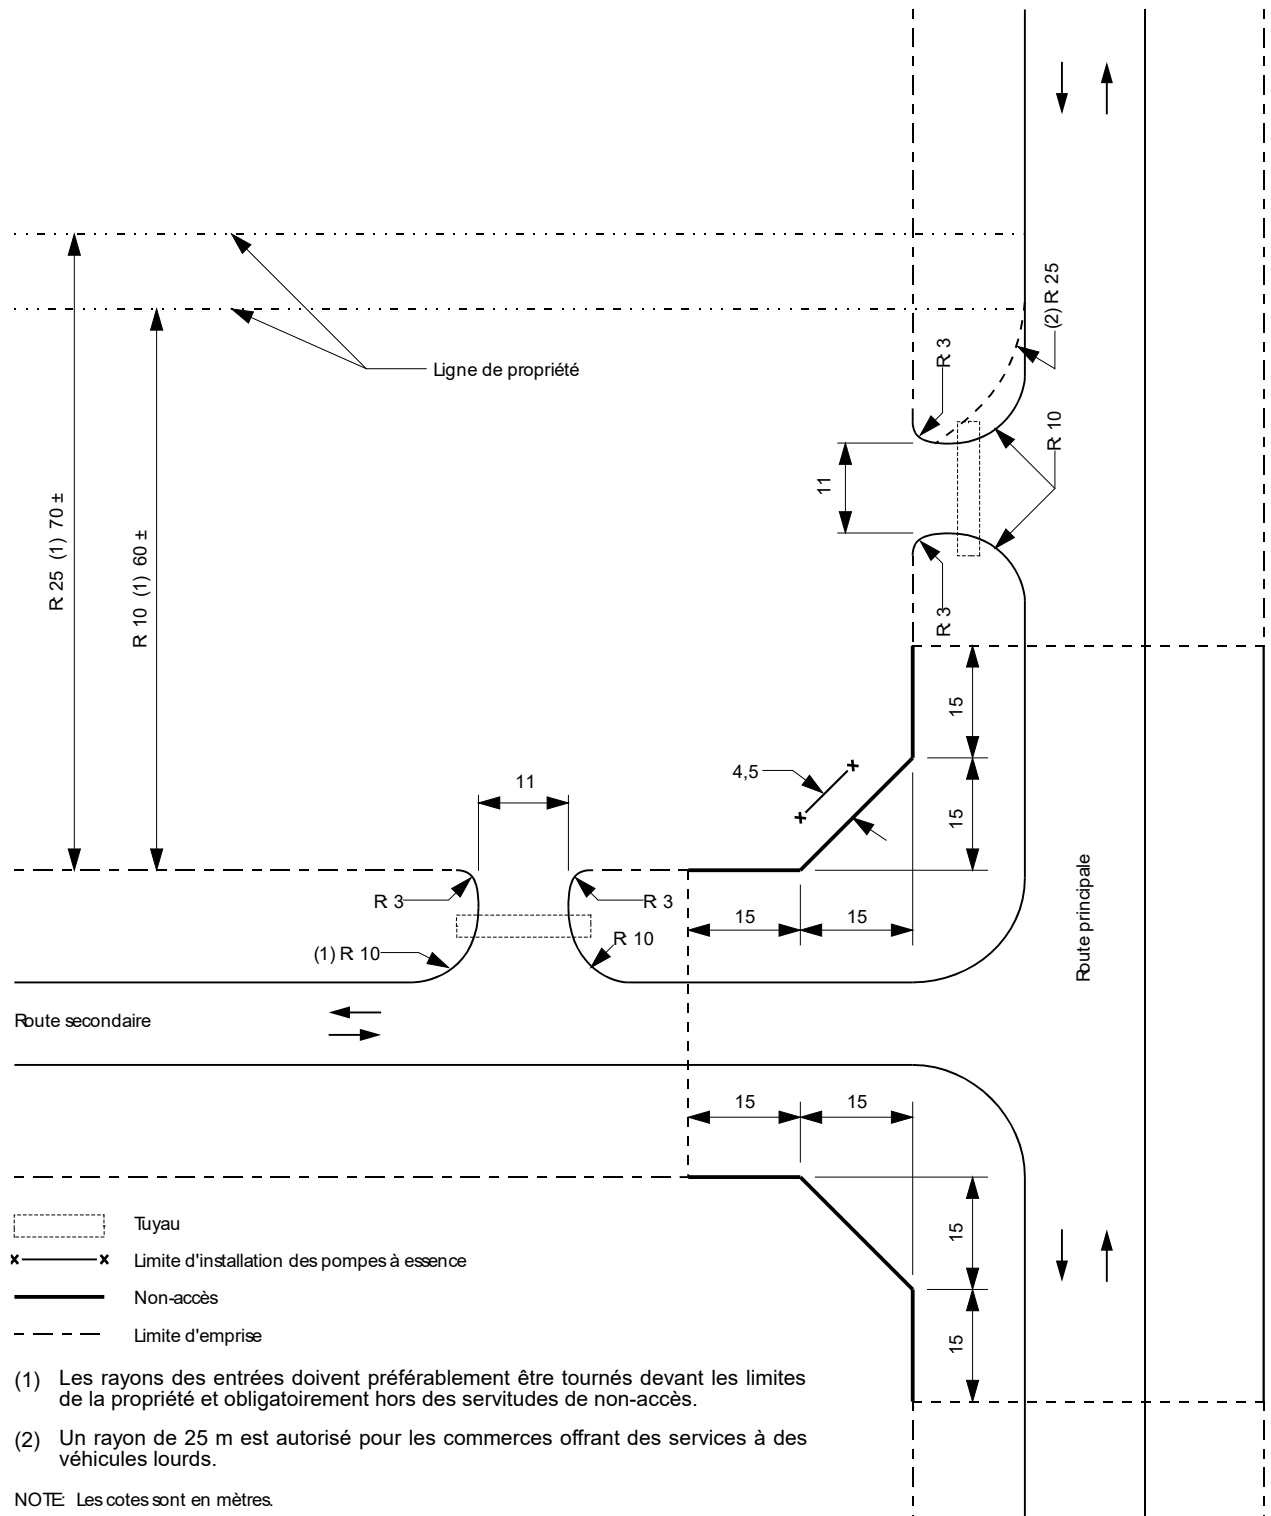 (2) R 25
R 3
Ligne de propriété
R 10
11
R 25 (1) 70 ±
R 10 (1) 60 ±
R 3
15
4,5
11
15
Route principale
R 3
R 3
15
15
R 10
(1) R 10
Route secondaire
15
15
Tuyau
15
Limite d'installation des pompes à essence
Non-accès
Limite d'emprise
15
(1) Les rayons des entrées doivent préférablement être tournés devant les limites
de la propriété et obligatoirement hors des servitudes de non-accès.
(2) Un rayon de 25 m est autorisé pour les commerces offrant des services à des
véhicules lourds.
NOTE: Les cotes sont en mètres.